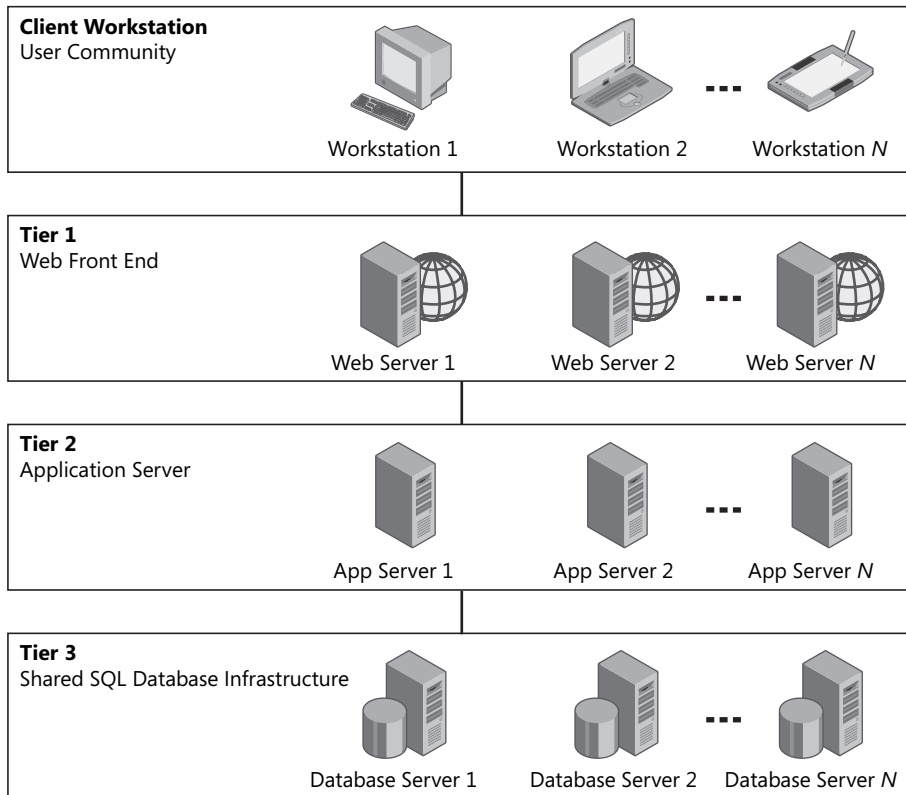 Client Workstation
User Community
Workstation 1
Workstation 2
Workstation N
Tier 1
Web Front End
Web Server 1
Web Server 2
Web Server N
Tier 2
Application Server
App Server 1
App Server 2
App Server N
Tier 3
Shared SQL Database Infrastructure
Database Server 1
Database Server 2
Database Server N